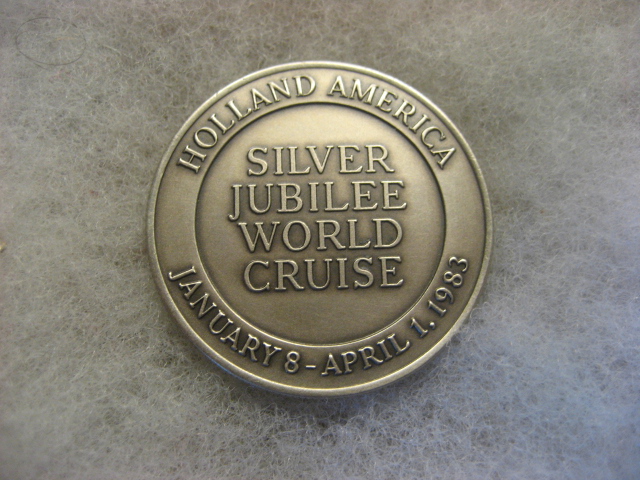 HOLLAND AMERICA
SILVER
JUBILEE
WORLD
CRUISE
JANUARY 8 - APRIL 1, 1983